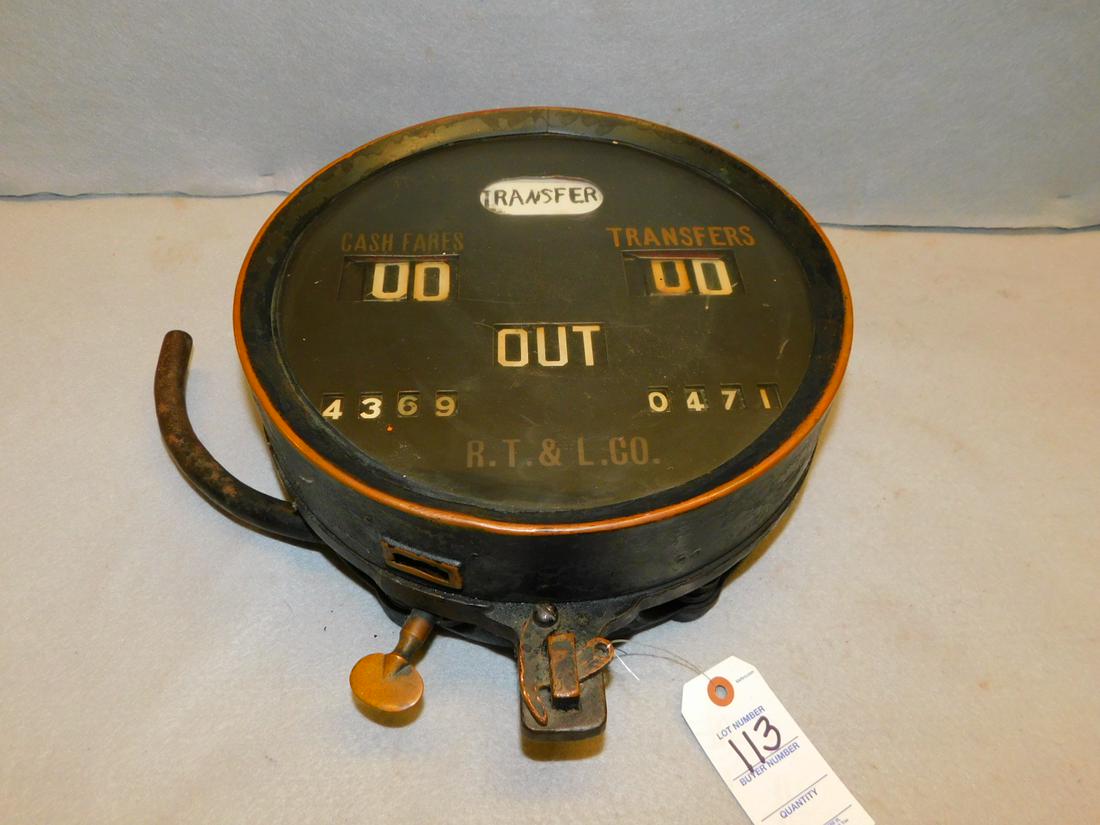 TRANSFER
CASH FARES TRANSFERS
00 00
OUT
4369 0471
R. T. & L. CO.
LOT NUMBER
113
BUYER NUMBER
QUANTITY